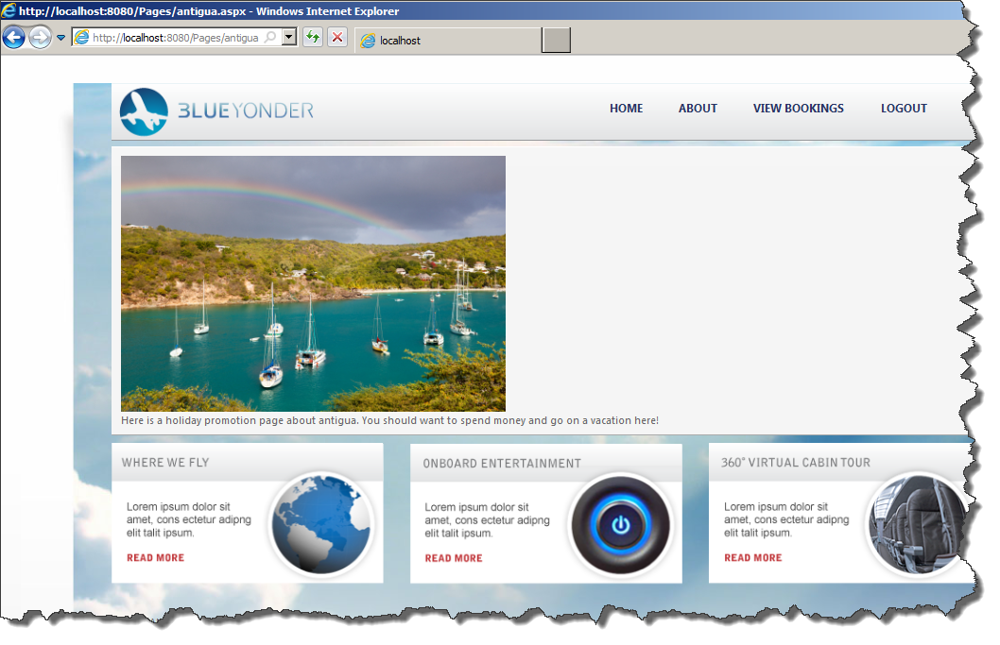 http://localhost:8080/Pages/antigua.aspx - Windows Internet Explorer
http://localhost:8080/Pages/antigua
localhost
BLUEYONDER
HOME ABOUT VIEW BOOKINGS LOGOUT
Here is a holiday promotion page about antigua. You should want to spend money and go on a vacation here!
WHERE WE FLY
Lorem ipsum dolor sit
amet, cons ectetur adipng
elit talit ipsum.
READ MORE
ONBOARD ENTERTAINMENT
Lorem ipsum dolor sit
amet, cons ectetur adipng
elit talit ipsum.
READ MORE
360° VIRTUAL CABIN TOUR
Lorem ipsum dolor sit
amet, cons ectetur adipng
elit talit ipsum.
READ MORE